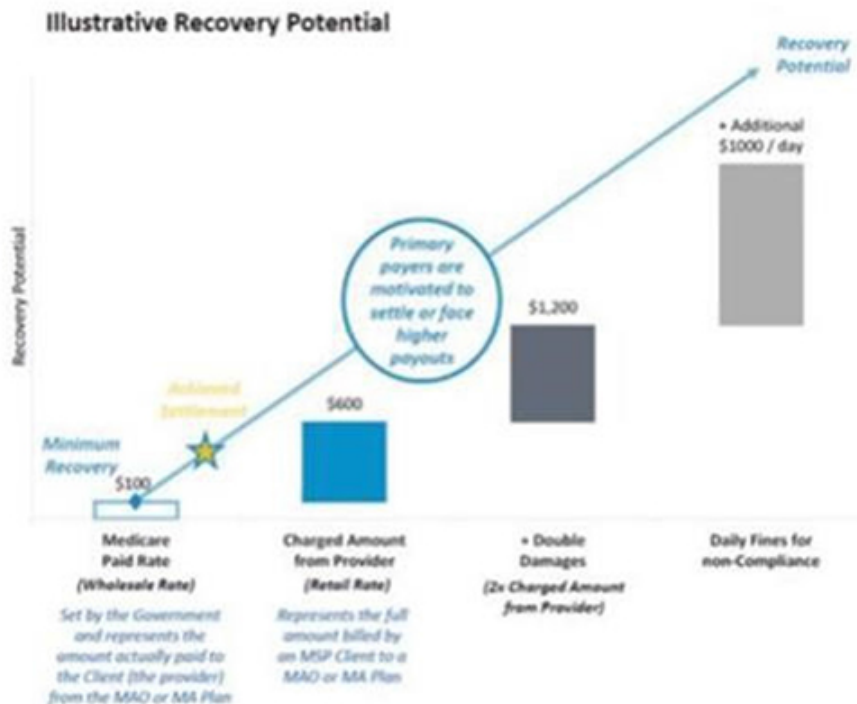 Illustrative Recovery Potential
Recovery
Potential
+ Additional
$1000 / day
Primary
payers are
motivated to
settle or face
higher
payouts
$1,200
Recovery Potential
Achieved
Settlement
$600
Minimum
Recovery
$100
Medicare
Paid Rate
(Wholesale Rate)
Set by the Government
and represents the
amount actually paid to
the Client (the provider)
from the MAO or MA Plan
Charged Amount
from Provider
(Retail Rate)
Represents the full
amount billed by
an MSP Client to a
MAO or MA Plan
+ Double
Damages
(2x Charged Amount
from Provider)
Daily Fines for
non-Compliance